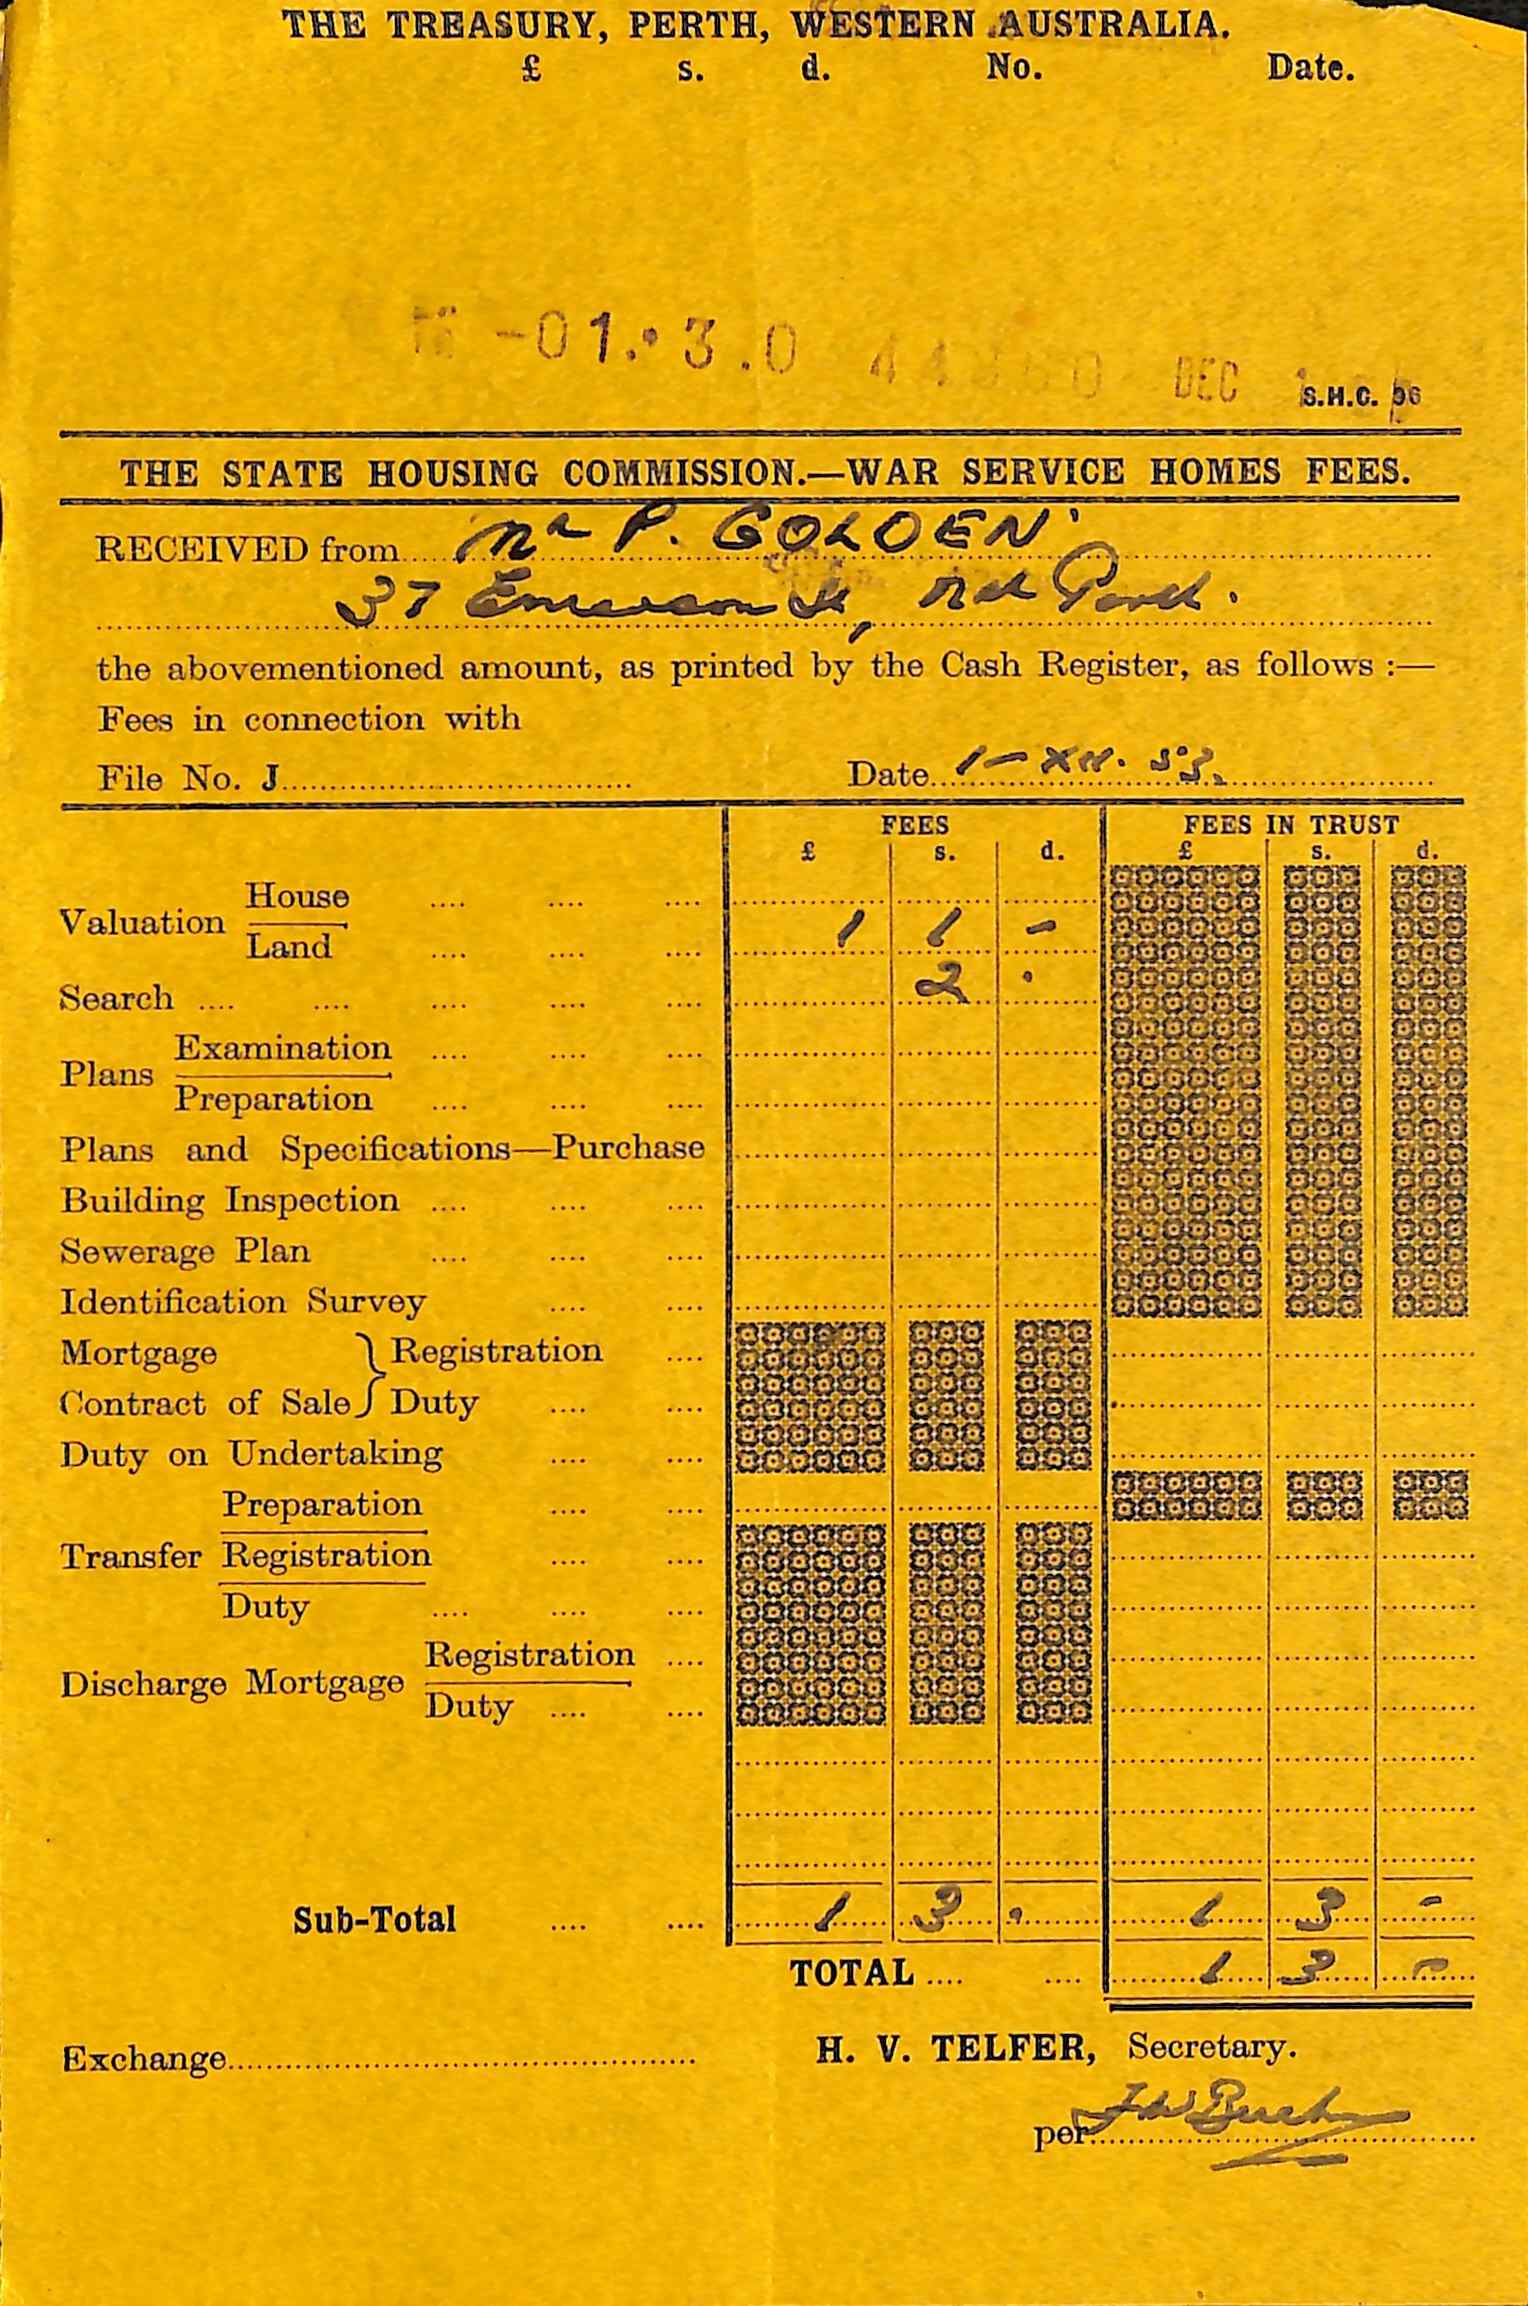 THE TREASURY, PERTH, WESTERN AUSTRALIA.
£ s. d. No. Date.
-01.•3.0 DEC
S.H.C. 96
THE STATE HOUSING COMMISSION.—WAR SERVICE HOMES FEES.
RECEIVED from Mr P. GOLDEN
37 Emerson St, Nth Perth.
the abovementioned amount, as printed by the Cash Register, as follows :—
Fees in connection with
File No. J Date 1-XII.53.
FEES FEES IN TRUST
£ s. d. £ s. d.
House
Valuation 1 1 -
Land
Search 2 .
Examination
Plans
Preparation
Plans and Specifications—Purchase
Building Inspection
Sewerage Plan
Identification Survey
Mortgage } Registration
Contract of Sale } Duty
Duty on Undertaking
Preparation
Transfer Registration
Duty
Registration
Discharge Mortgage
Duty
Sub-Total 1 3 . 1 3 -
TOTAL 1 3 -
Exchange H. V. TELFER, Secretary.
per